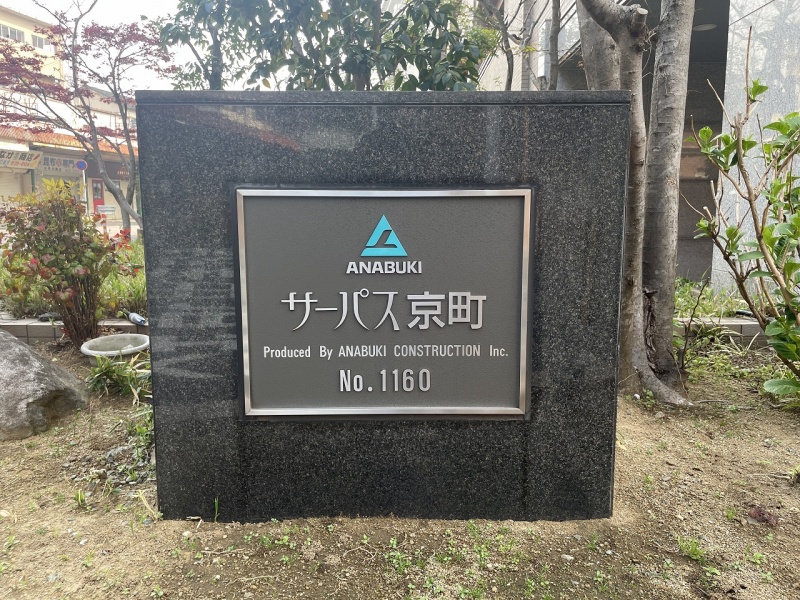 ANABUKI
サーパス京町
Produced By ANABUKI CONSTRUCTION Inc.
No.1160